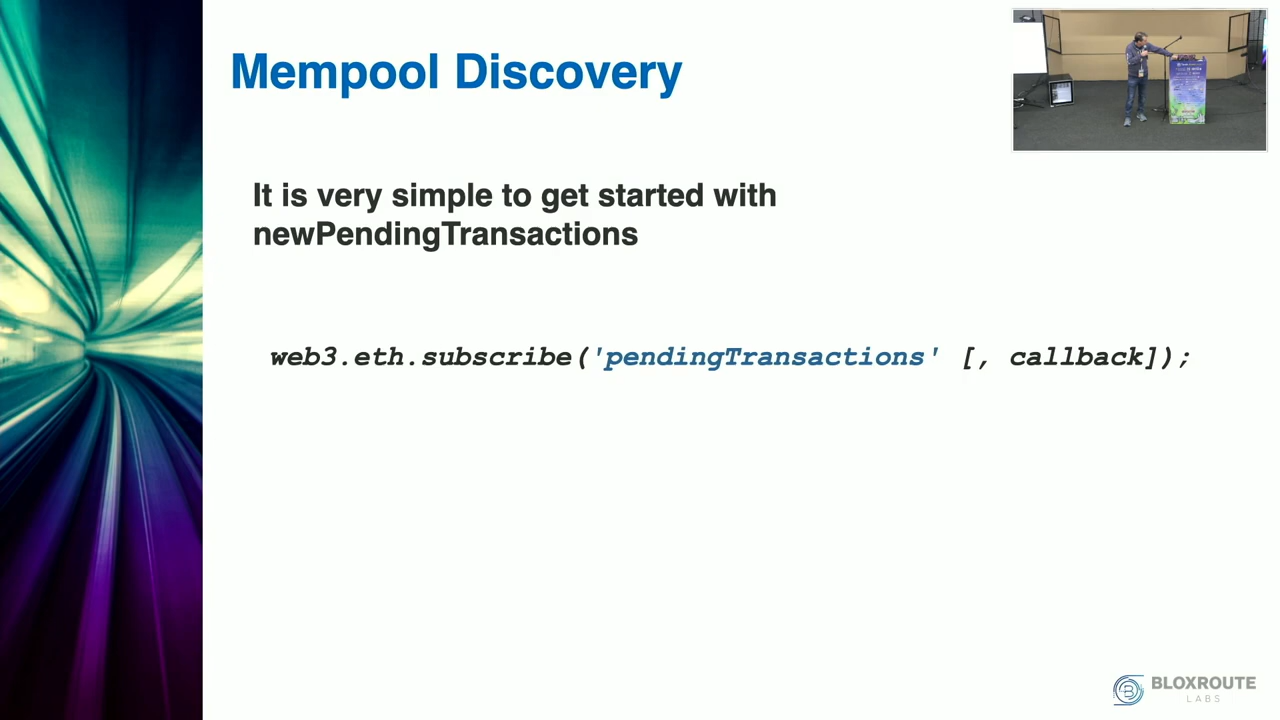 Mempool Discovery
It is very simple to get started with
newPendingTransactions
web3.eth.subscribe('pendingTransactions' [, callback]);
BLOXROUTE
LABS